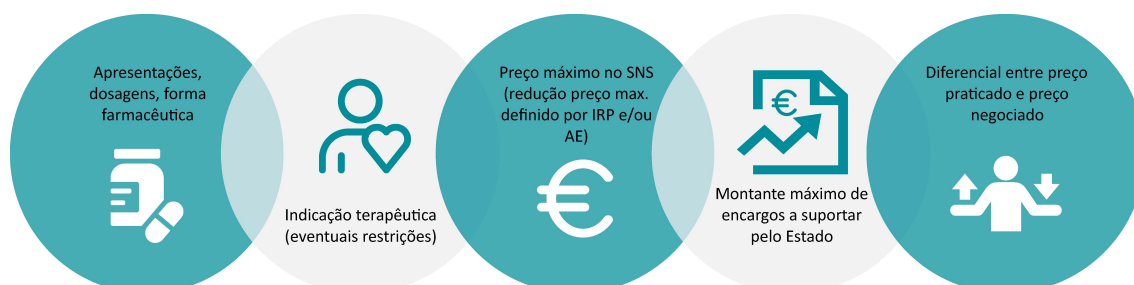 Apresentações,
dosagens, forma
farmacêutica
Indicação terapêutica
(eventuais restrições)
Preço máximo no SNS
(redução preço max.
definido por IRP e/ou
AE)
€
€
Montante máximo de
encargos a suportar
pelo Estado
Diferencial entre preço
praticado e preço
negociado